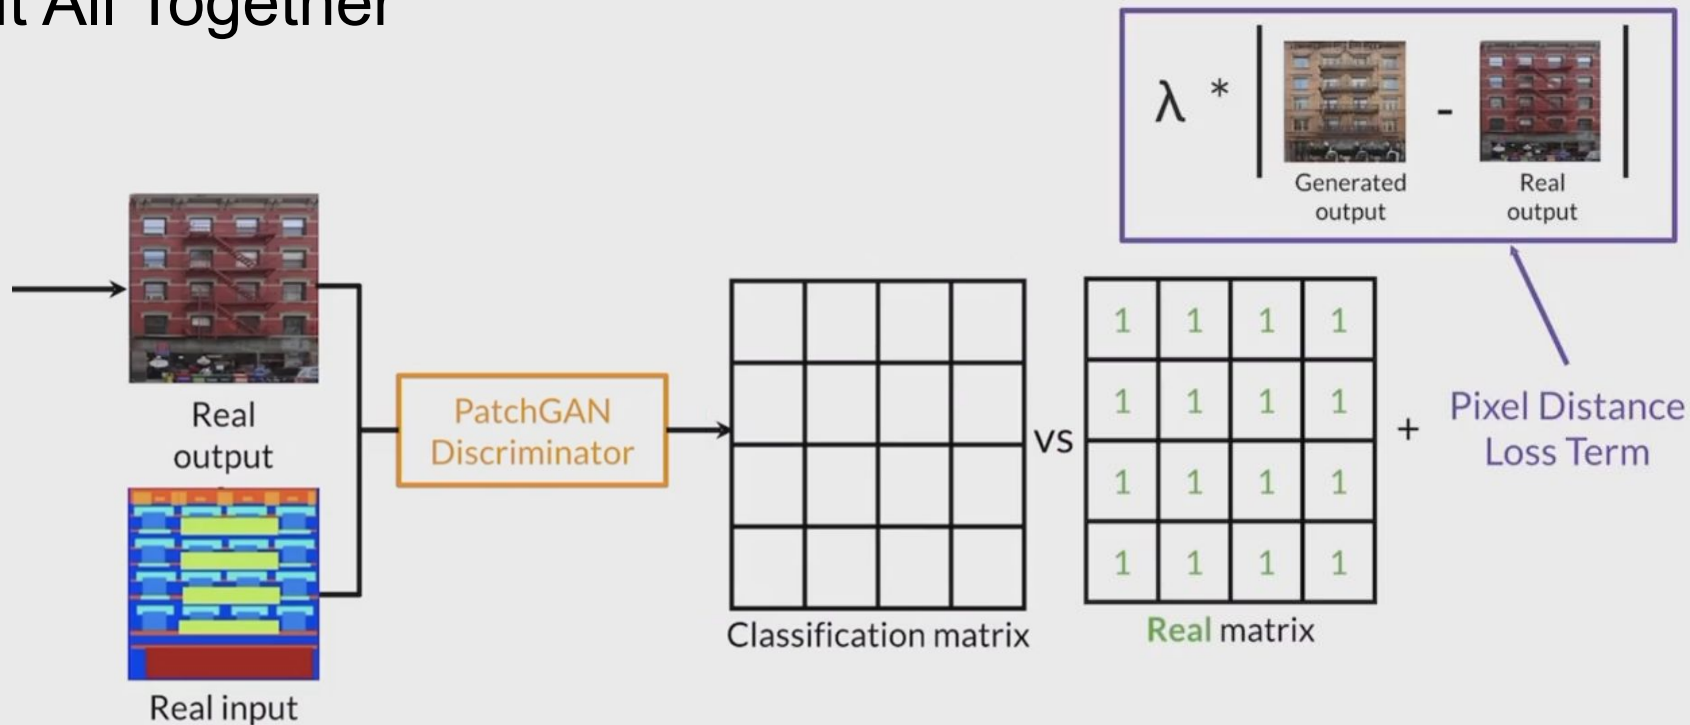 it All Together
λ * | - |
Generated
output
Real
output
Real
output
PatchGAN
Discriminator
vs
1 1 1 1
1 1 1 1
1 1 1 1
1 1 1 1
+
Pixel Distance
Loss Term
Classification matrix
Real matrix
Real input